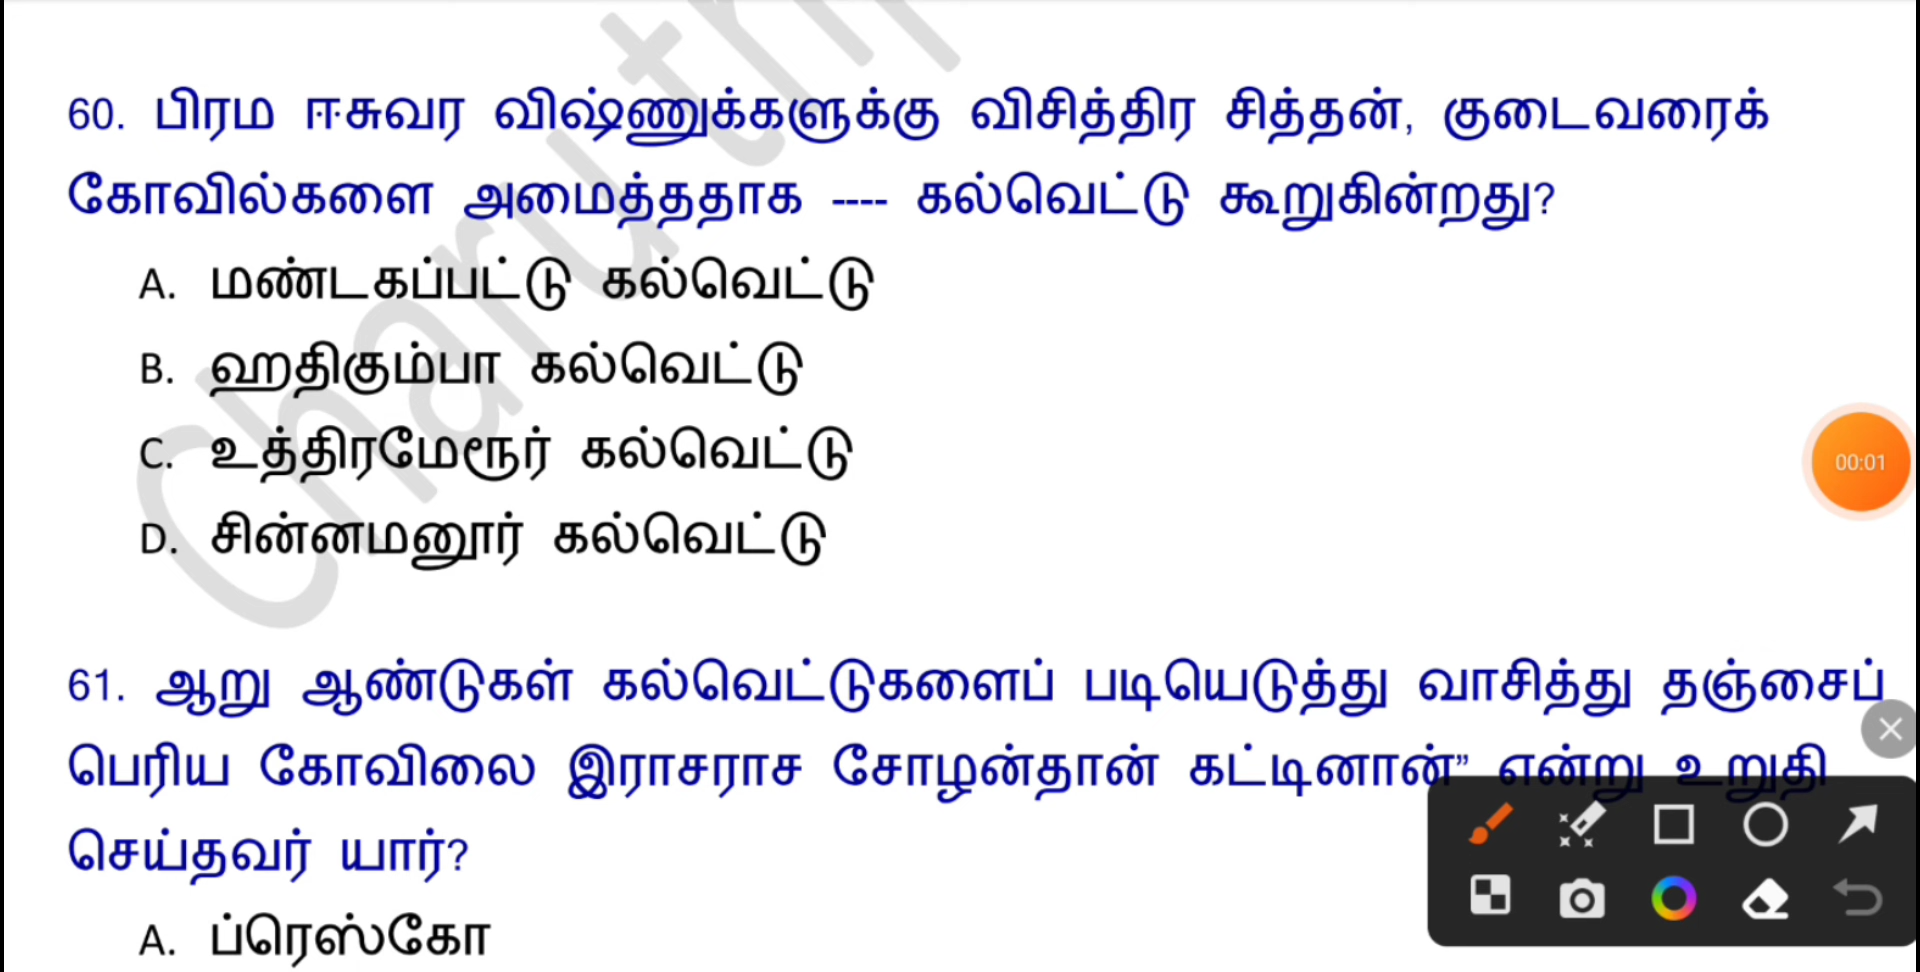 60. பிரம ஈசுவர விஷ்ணுக்களுக்கு விசித்திர சித்தன், குடைவரைக்
கோவில்களை அமைத்ததாக ---- கல்வெட்டு கூறுகின்றது?
A. மண்டகப்பட்டு கல்வெட்டு
B. ஹதிகும்பா கல்வெட்டு
C. உத்திரமேரூர் கல்வெட்டு
D. சின்னமனூர் கல்வெட்டு
00:01
61. ஆறு ஆண்டுகள் கல்வெட்டுகளைப் படியெடுத்து வாசித்து தஞ்சைப்
பெரிய கோவிலை இராசராச சோழன்தான் கட்டினான்” என்று உறுதி
செய்தவர் யார்?
A. ப்ரெஸ்கோ